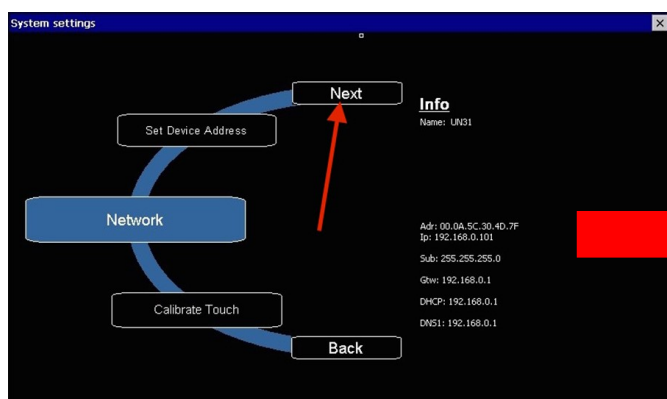 System settings
Next
Set Device Address
Network
Calibrate Touch
Back
Info
Name: UN31
Adr: 00.0A.5C.30.4D.7F
Ip: 192.168.0.101
Sub: 255.255.255.0
Gtw: 192.168.0.1
DHCP: 192.168.0.1
DNS1: 192.168.0.1